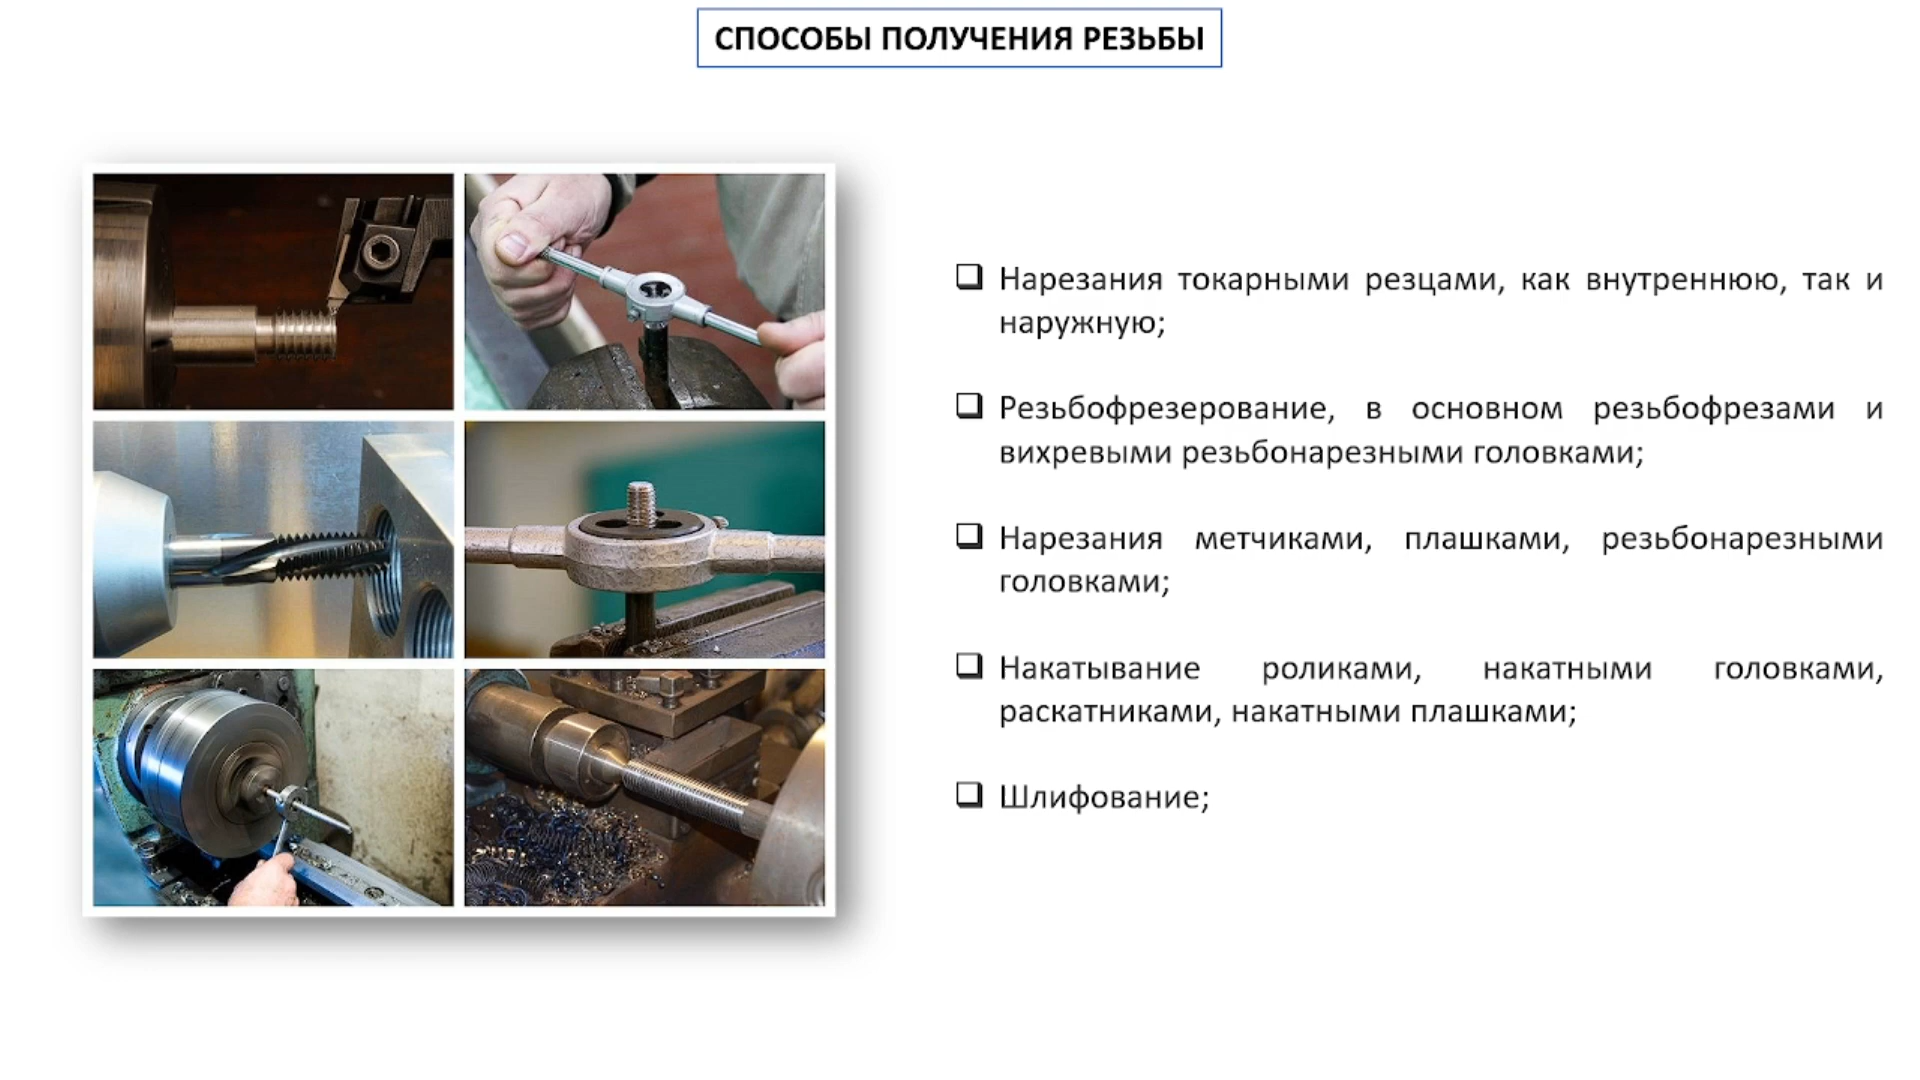 СПОСОБЫ ПОЛУЧЕНИЯ РЕЗЬБЫ
Нарезания токарными резцами, как внутреннюю, так и
наружную;
Резьбофрезерование, в основном резьбофрезами и
вихревыми резьбонарезными головками;
Нарезания метчиками, плашками, резьбонарезными
головками;
Накатывание роликами, накатными головками,
раскатниками, накатными плашками;
Шлифование;